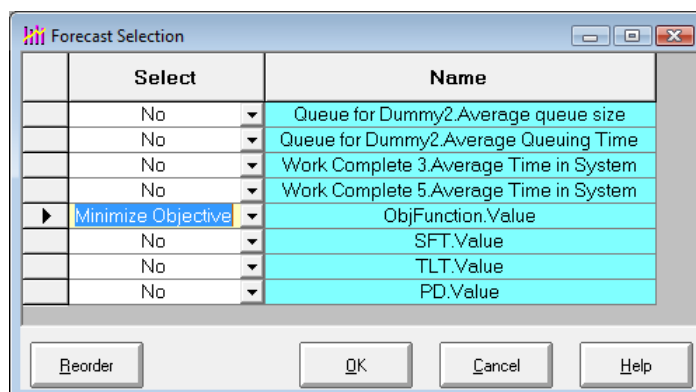 Forecast Selection
Select Name
No Queue for Dummy2.Average queue size
No Queue for Dummy2.Average Queuing Time
No Work Complete 3.Average Time in System
No Work Complete 5.Average Time in System
Minimize Objective ObjFunction.Value
No SFT.Value
No TLT.Value
No PD.Value
Reorder OK Cancel Help